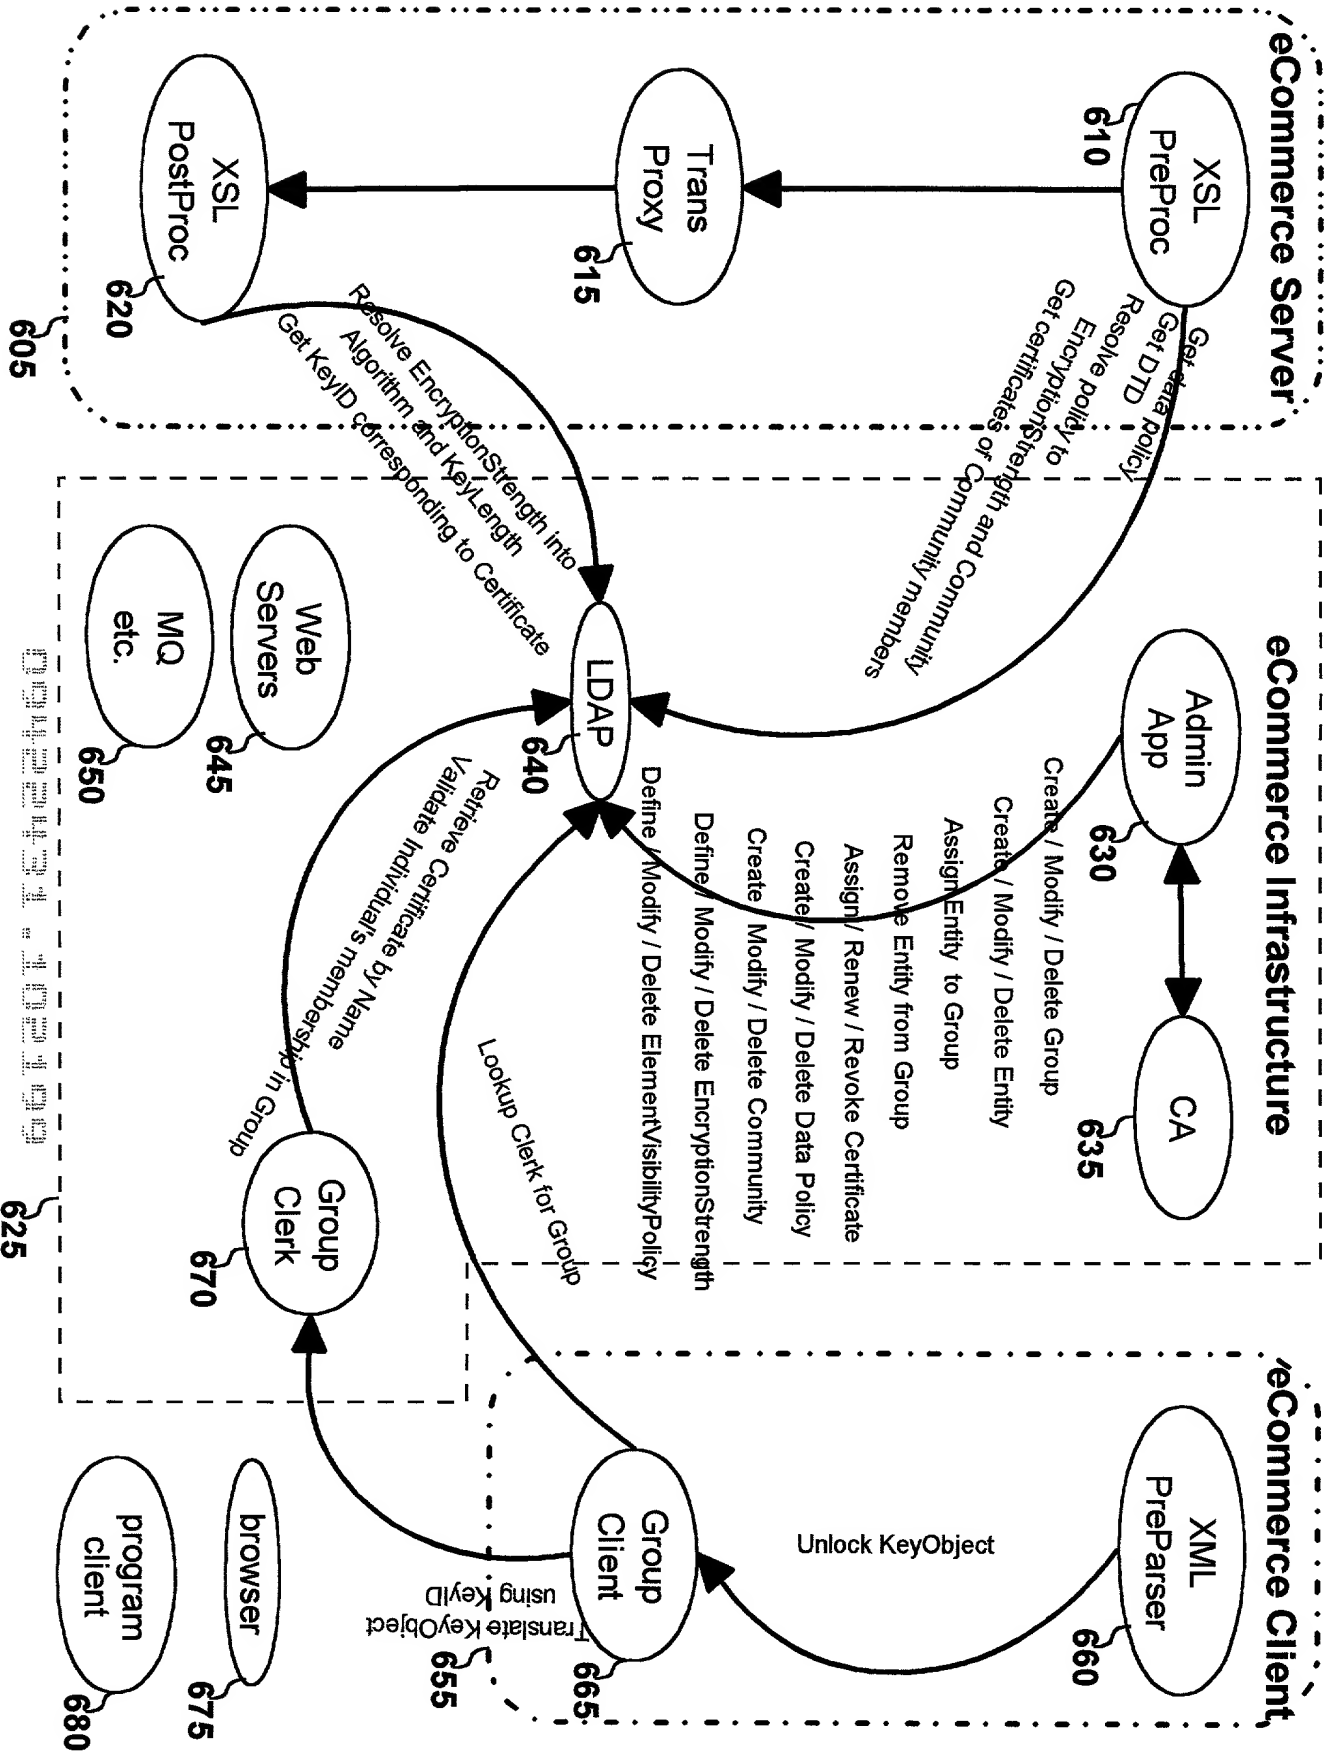 eCommerce Server
XSL
PreProc
610
Trans
Proxy
615
XSL
PostProc
620
605
Get data policy
Get DTD
Resolve policy to
EncryptionStrength and Community
Get certificates of Community members
Resolve EncryptionStrength into
Algorithm and KeyLength
Get KeyID corresponding to Certificate
eCommerce Infrastructure
Admin
App
630
CA
635
Create / Modify / Delete Group
Create / Modify / Delete Entity
Assign Entity to Group
Remove Entity from Group
Assign / Renew / Revoke Certificate
Create / Modify / Delete Data Policy
Create / Modify / Delete Community
Define / Modify / Delete EncryptionStrength
Define / Modify / Delete ElementVisibilityPolicy
LDAP
640
Web
Servers
645
MQ
etc.
650
Retrieve Certificate by Name
Validate Individual's membership in Group
Lookup Clerk for Group
Group
Clerk
670
625
eCommerce Client
XML
PreParser
660
Unlock KeyObject
Group
Client
665
Translate KeyObject
using KeyID
655
browser
675
program
client
680
09422431.102199